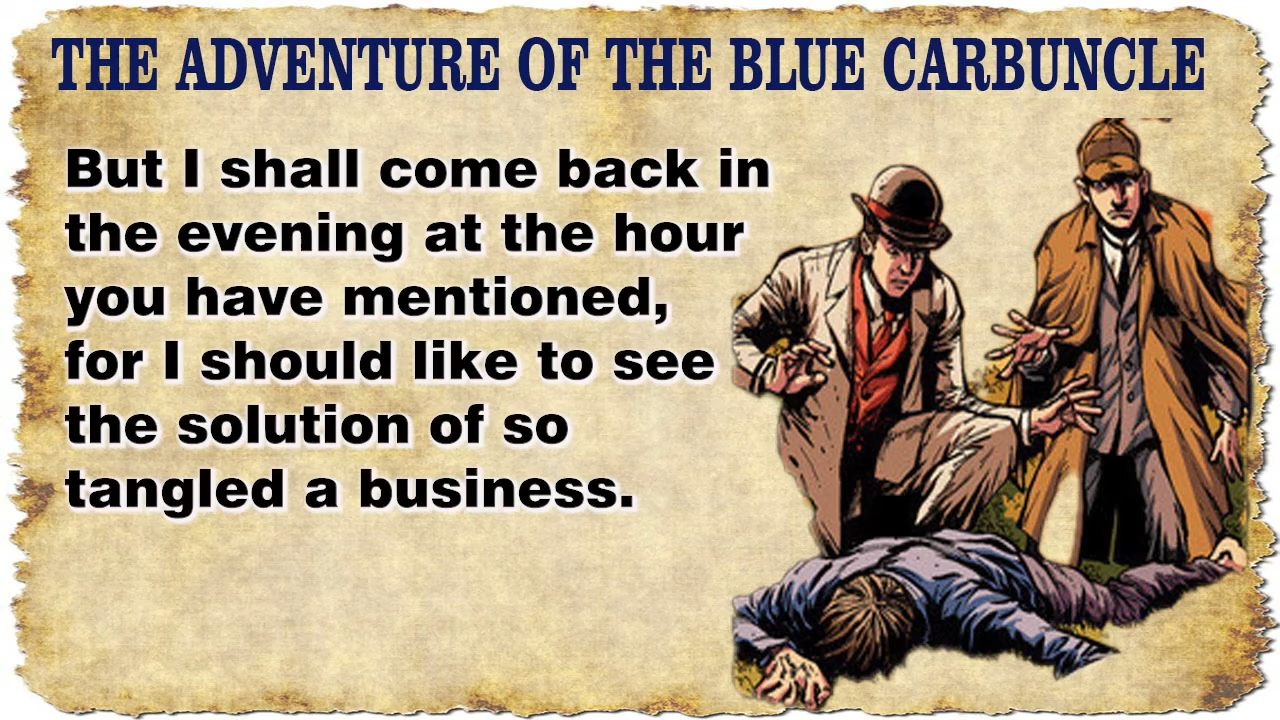 THE ADVENTURE OF THE BLUE CARBUNCLE
But I shall come back in
the evening at the hour
you have mentioned,
for I should like to see
the solution of so
tangled a business.